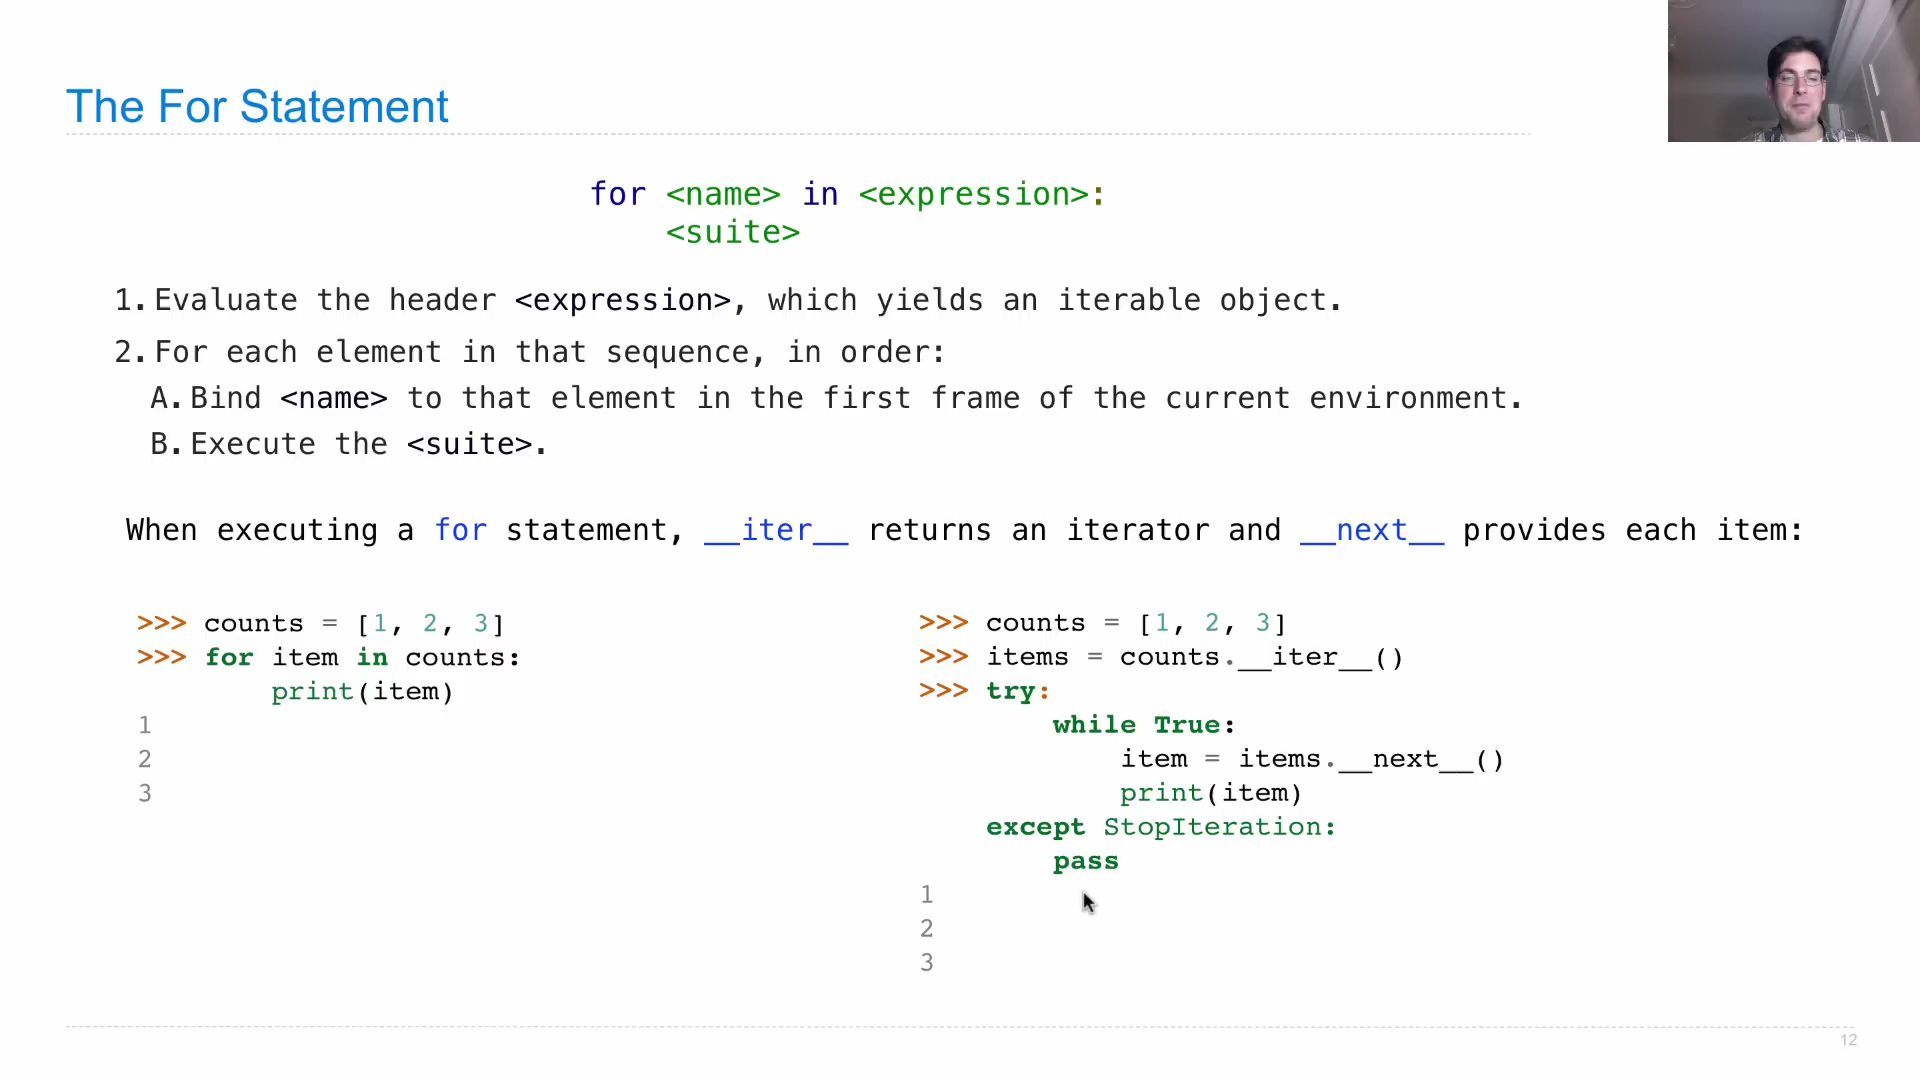 The For Statement
for <name> in <expression>:
<suite>
1. Evaluate the header <expression>, which yields an iterable object.
2. For each element in that sequence, in order:
A. Bind <name> to that element in the first frame of the current environment.
B. Execute the <suite>.
When executing a for statement, __iter__ returns an iterator and __next__ provides each item:
>>> counts = [1, 2, 3]
>>> for item in counts:
print(item)
1
2
3
>>> counts = [1, 2, 3]
>>> items = counts.__iter__()
>>> try:
while True:
item = items.__next__()
print(item)
except StopIteration:
pass
1
2
3
12